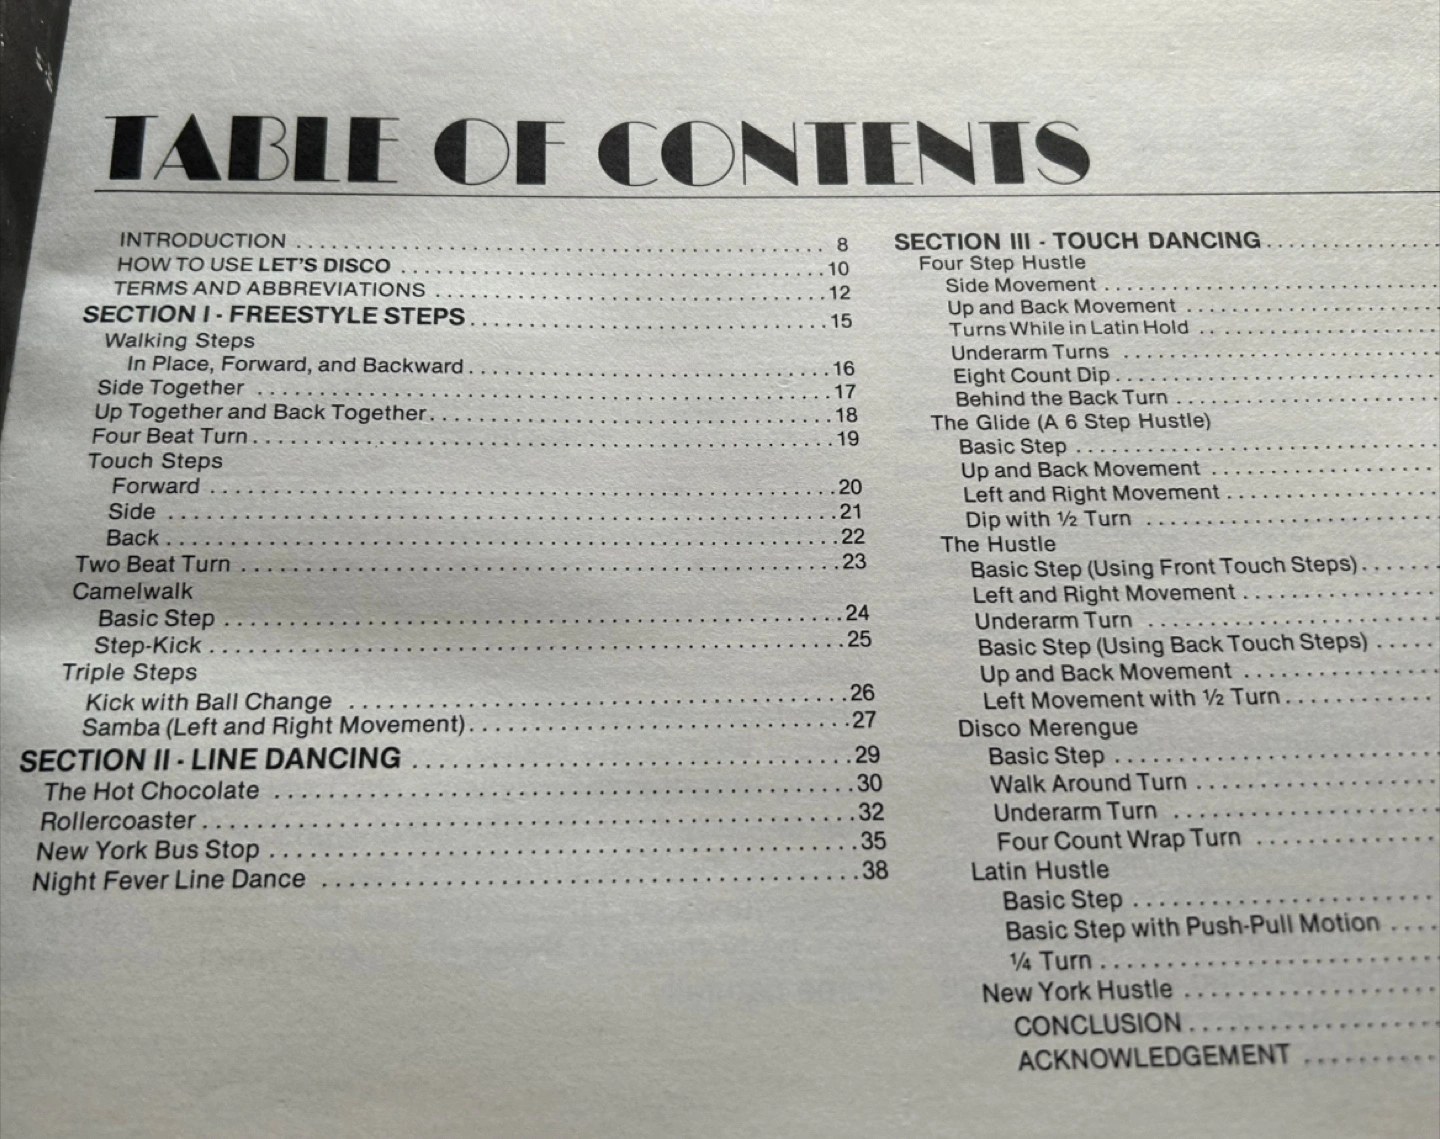 TABLE OF CONTENTS
INTRODUCTION ........ 8
HOW TO USE LET'S DISCO ........ 10
TERMS AND ABBREVIATIONS ........ 12
SECTION I - FREESTYLE STEPS ........ 15
Walking Steps
In Place, Forward, and Backward ........ 16
Side Together ........ 17
Up Together and Back Together ........ 18
Four Beat Turn ........ 19
Touch Steps
Forward ........ 20
Side ........ 21
Back ........ 22
Two Beat Turn ........ 23
Camelwalk
Basic Step ........ 24
Step-Kick ........ 25
Triple Steps
Kick with Ball Change ........ 26
Samba (Left and Right Movement) ........ 27
SECTION II - LINE DANCING ........ 29
The Hot Chocolate ........ 30
Rollercoaster ........ 32
New York Bus Stop ........ 35
Night Fever Line Dance ........ 38
SECTION III - TOUCH DANCING ........
Four Step Hustle
Side Movement ........
Up and Back Movement ........
Turns While in Latin Hold ........
Underarm Turns ........
Eight Count Dip ........
Behind the Back Turn ........
The Glide (A 6 Step Hustle)
Basic Step ........
Up and Back Movement ........
Left and Right Movement ........
Dip with ½ Turn ........
The Hustle
Basic Step (Using Front Touch Steps) ........
Left and Right Movement ........
Underarm Turn ........
Basic Step (Using Back Touch Steps) ........
Up and Back Movement ........
Left Movement with ½ Turn ........
Disco Merengue
Basic Step ........
Walk Around Turn ........
Underarm Turn ........
Four Count Wrap Turn ........
Latin Hustle
Basic Step ........
Basic Step with Push-Pull Motion ........
¼ Turn ........
New York Hustle ........
CONCLUSION ........
ACKNOWLEDGEMENT ........